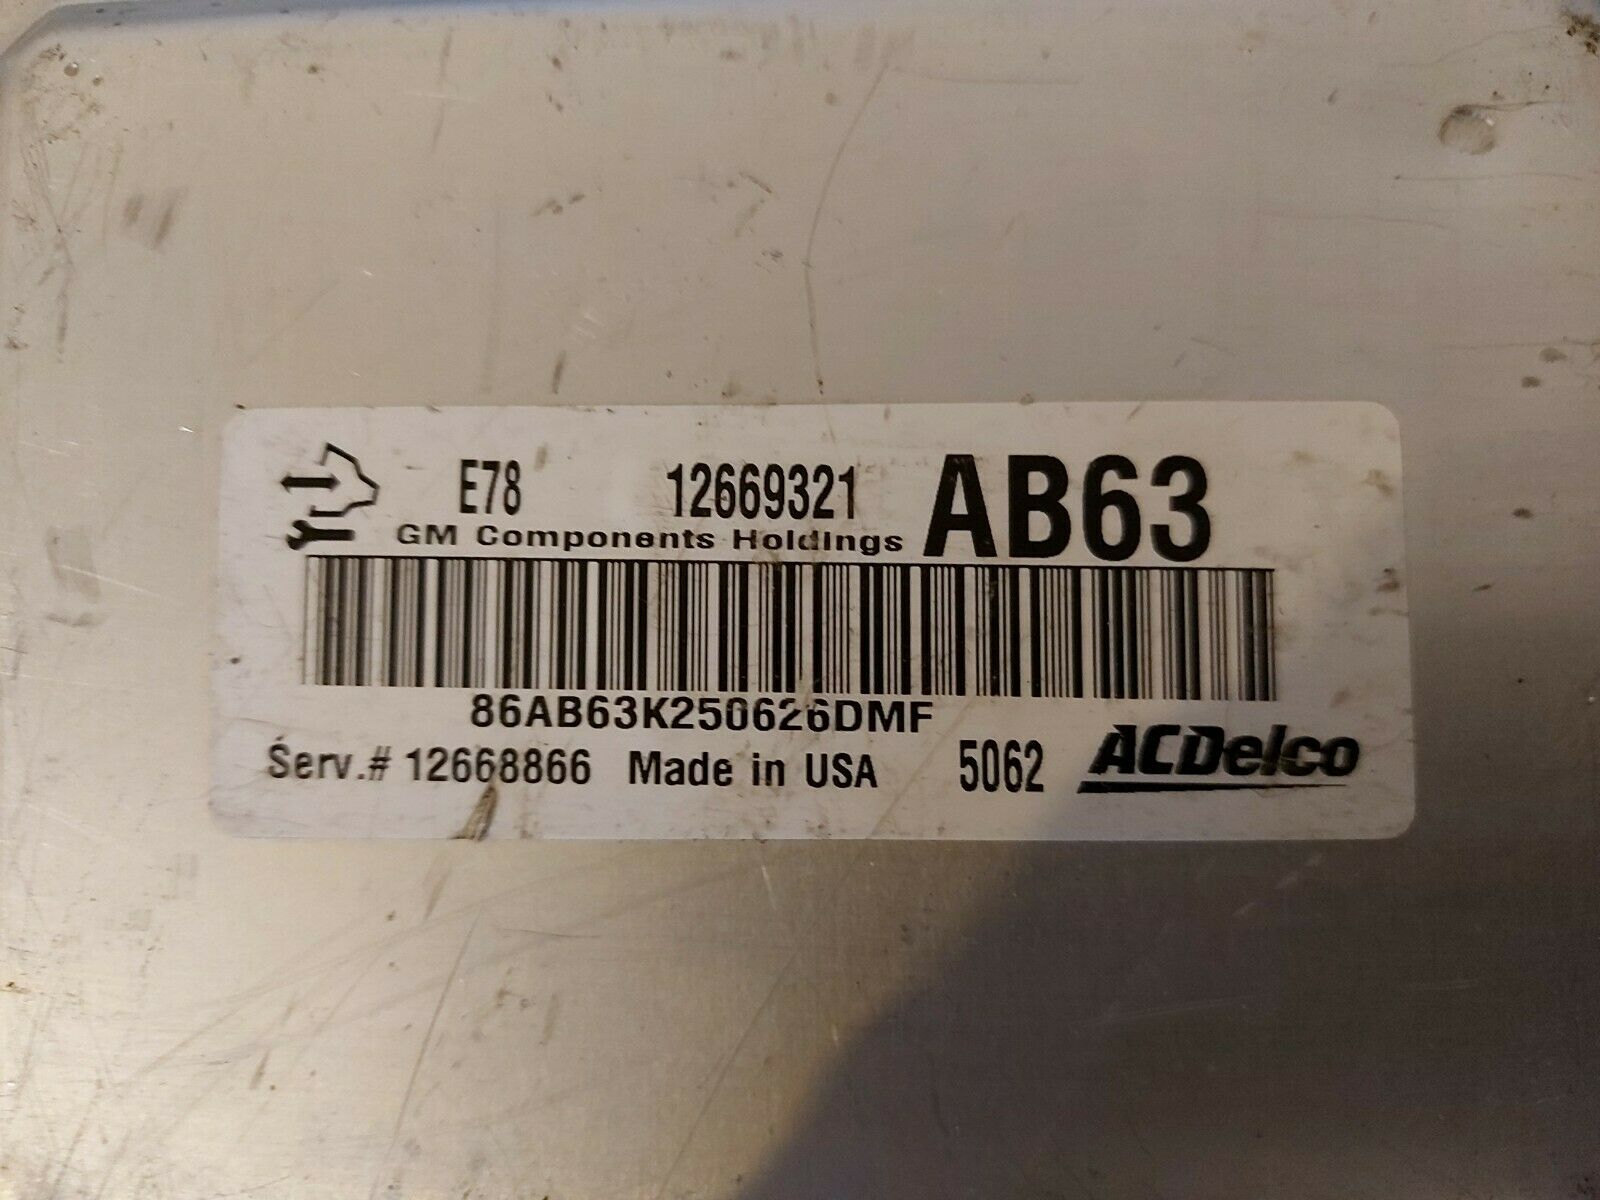 E78 12669321 AB63
GM Components Holdings
86AB63K250626DMF
Serv.# 12668866 Made in USA 5062 ACDelco